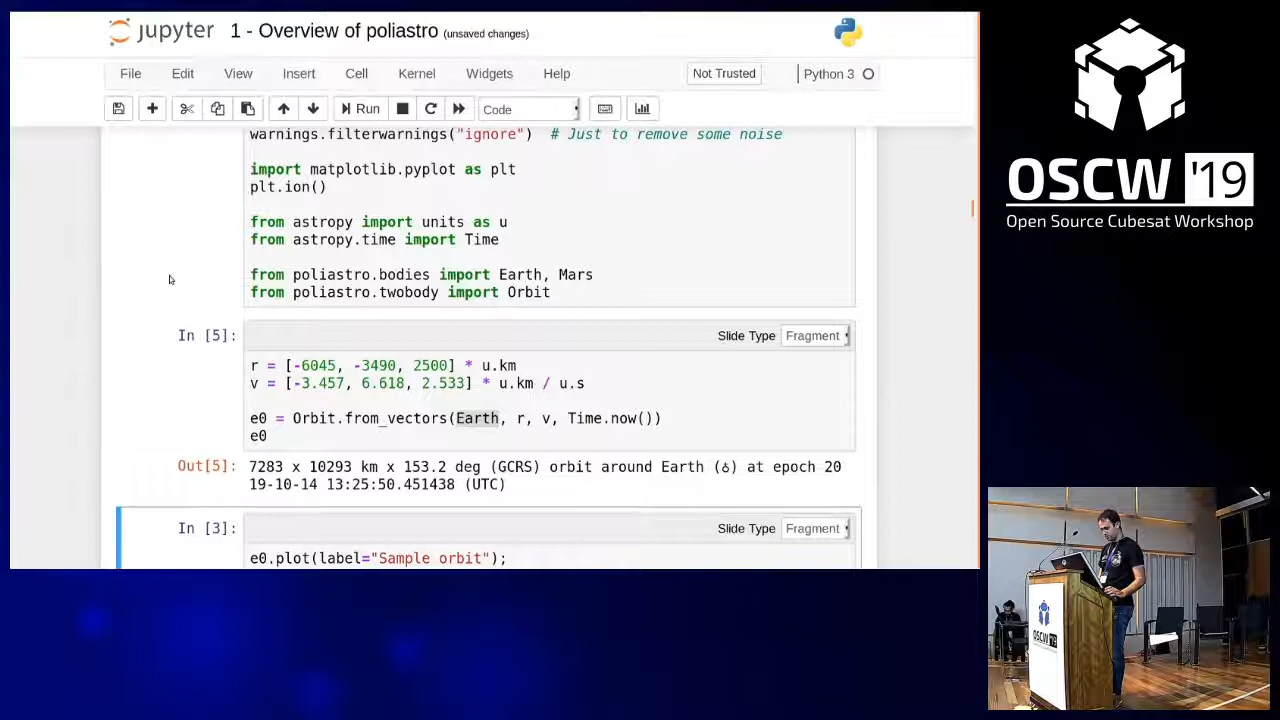 jupyter 1 - Overview of poliastro (unsaved changes)
File Edit View Insert Cell Kernel Widgets Help Not Trusted Python 3
Run Code
warnings.filterwarnings("ignore")  # Just to remove some noise
import matplotlib.pyplot as plt
plt.ion()
from astropy import units as u
from astropy.time import Time
from poliastro.bodies import Earth, Mars
from poliastro.twobody import Orbit
In [5]: Slide Type Fragment
r = [-6045, -3490, 2500] * u.km
v = [-3.457, 6.618, 2.533] * u.km / u.s
e0 = Orbit.from_vectors(Earth, r, v, Time.now())
e0
Out[5]: 7283 x 10293 km x 153.2 deg (GCRS) orbit around Earth (♁) at epoch 20
19-10-14 13:25:50.451438 (UTC)
In [3]: Slide Type Fragment
e0.plot(label="Sample orbit");
OSCW '19
Open Source Cubesat Workshop
OSCW '19